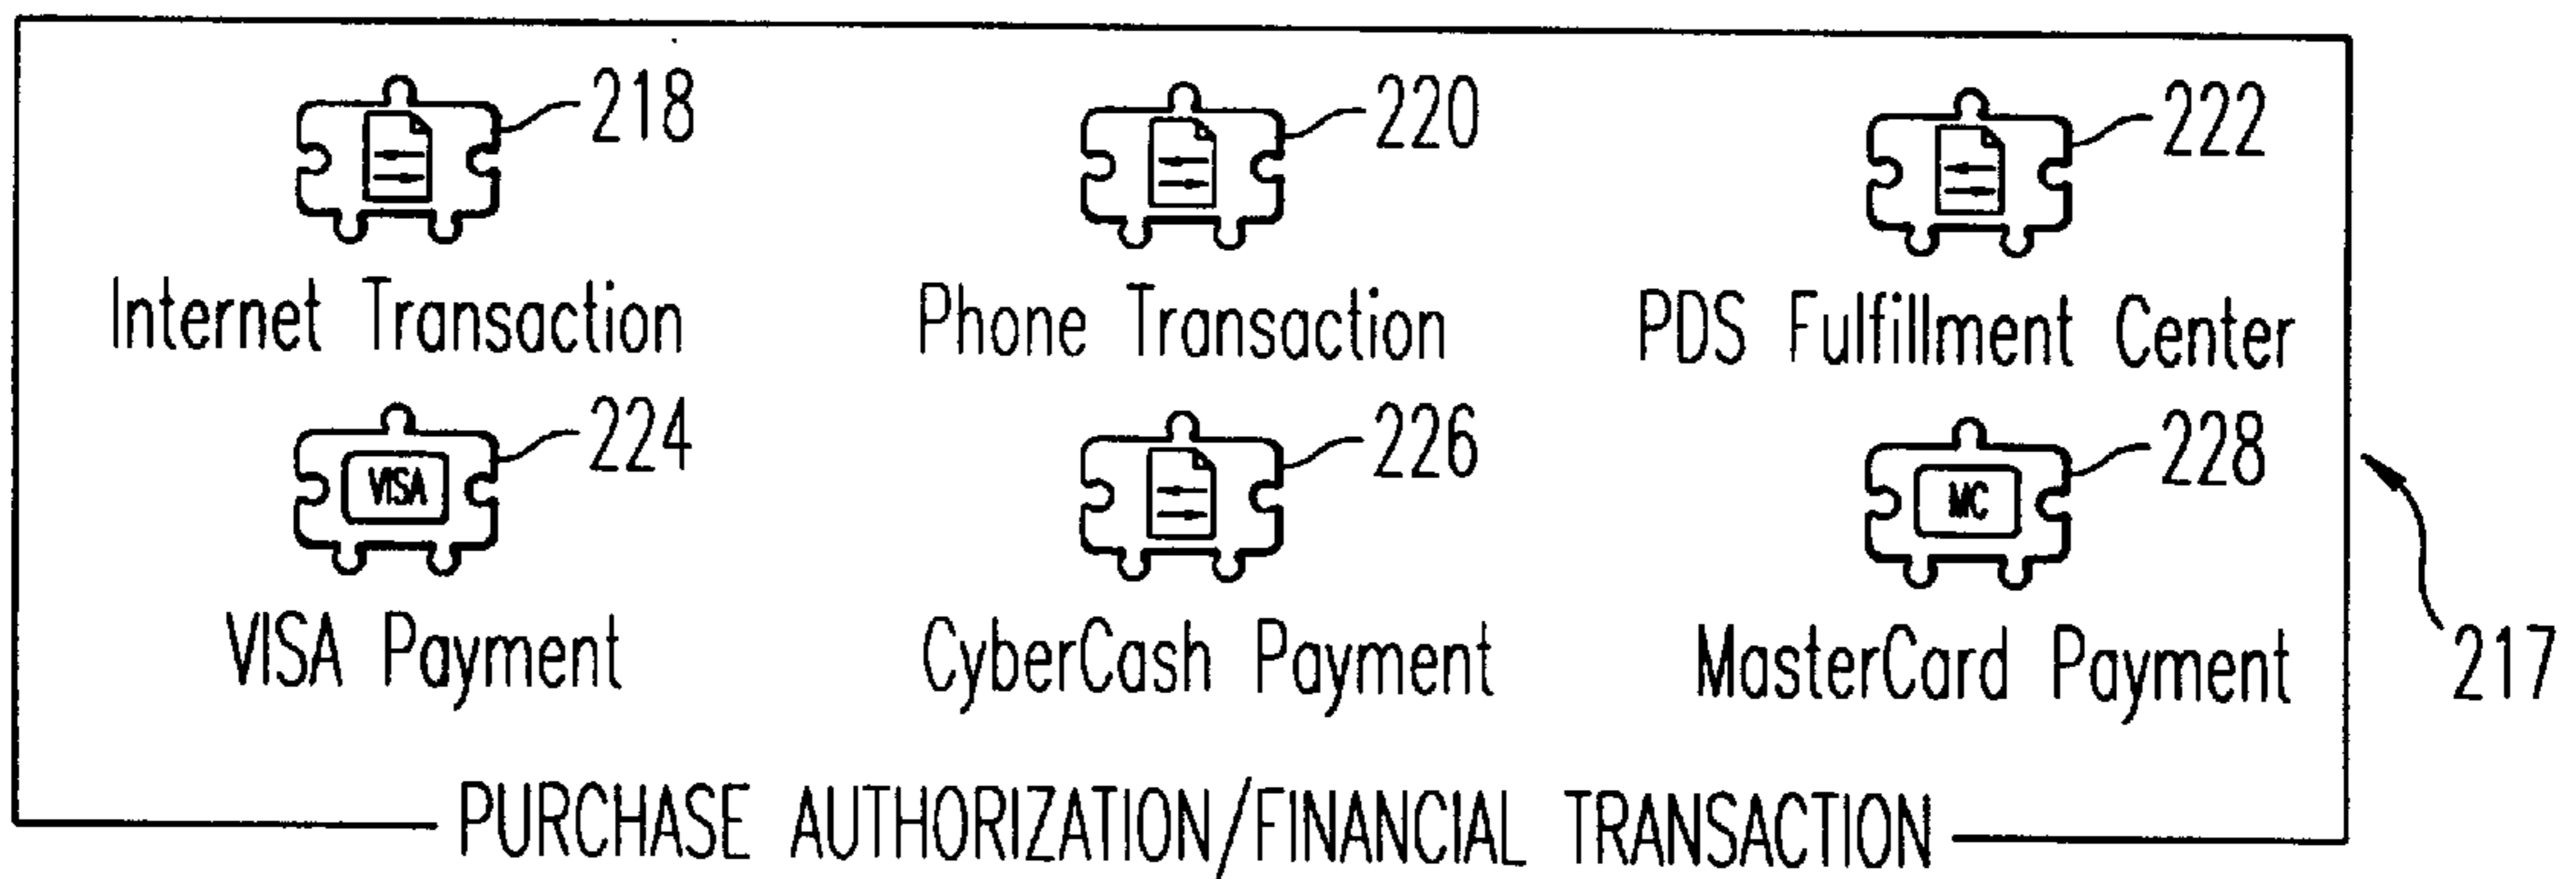 218 220 222
Internet Transaction Phone Transaction PDS Fulfillment Center
VISA 224 226 MC 228
VISA Payment CyberCash Payment MasterCard Payment
217
PURCHASE AUTHORIZATION/FINANCIAL TRANSACTION